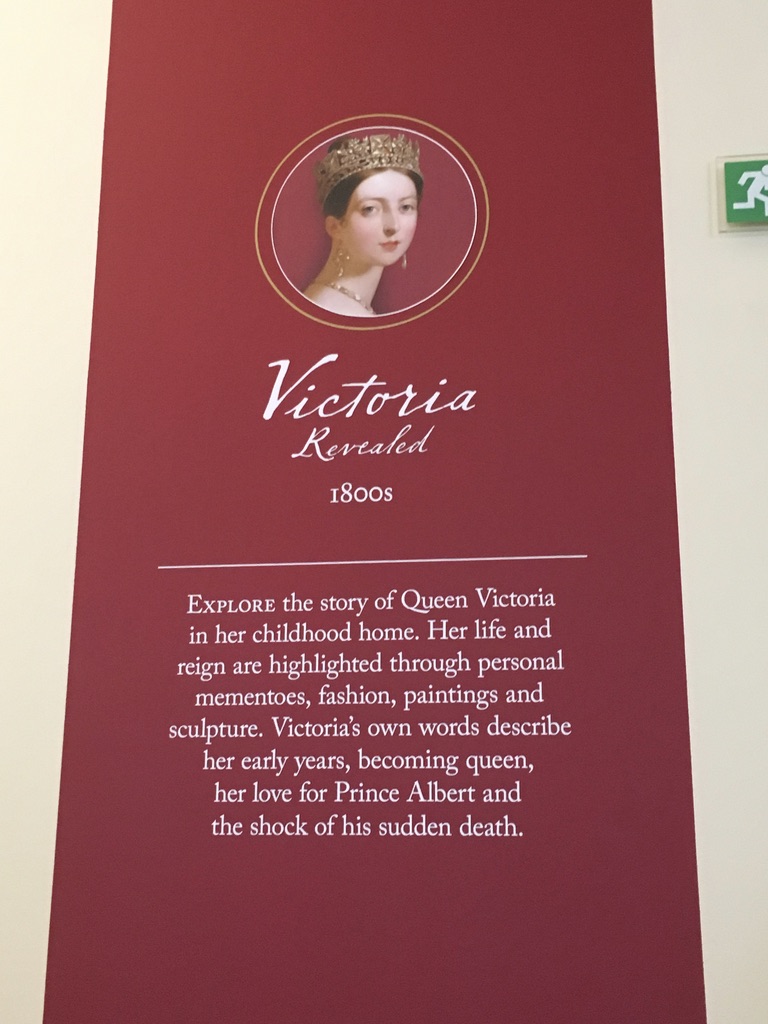 Victoria
Revealed
1800s
EXPLORE the story of Queen Victoria
in her childhood home. Her life and
reign are highlighted through personal
mementoes, fashion, paintings and
sculpture. Victoria’s own words describe
her early years, becoming queen,
her love for Prince Albert and
the shock of his sudden death.